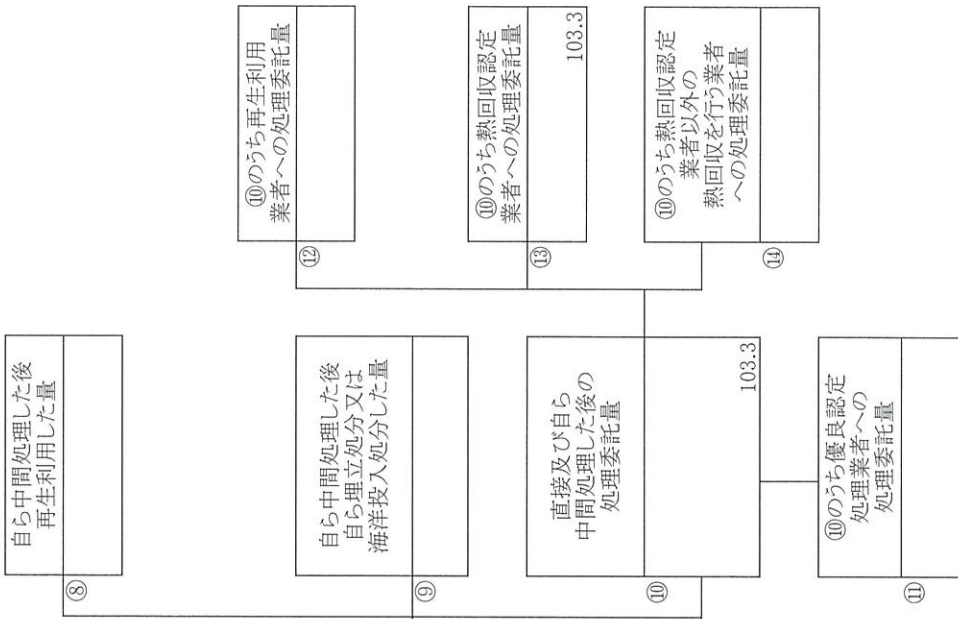 ⑧
自ら中間処理した後
再生利用した量
⑨
自ら中間処理した後
自ら埋立処分又は
海洋投入処分した量
⑩
直接及び自ら
中間処理した後の
処理委託量
103.3
⑪
⑩のうち優良認定
処理業者への
処理委託量
⑫
⑩のうち再生利用
業者への処理委託量
⑬
⑩のうち熱回収認定
業者への処理委託量
103.3
⑭
⑩のうち熱回収認定
業者以外の
熱回収を行う業者
への処理委託量